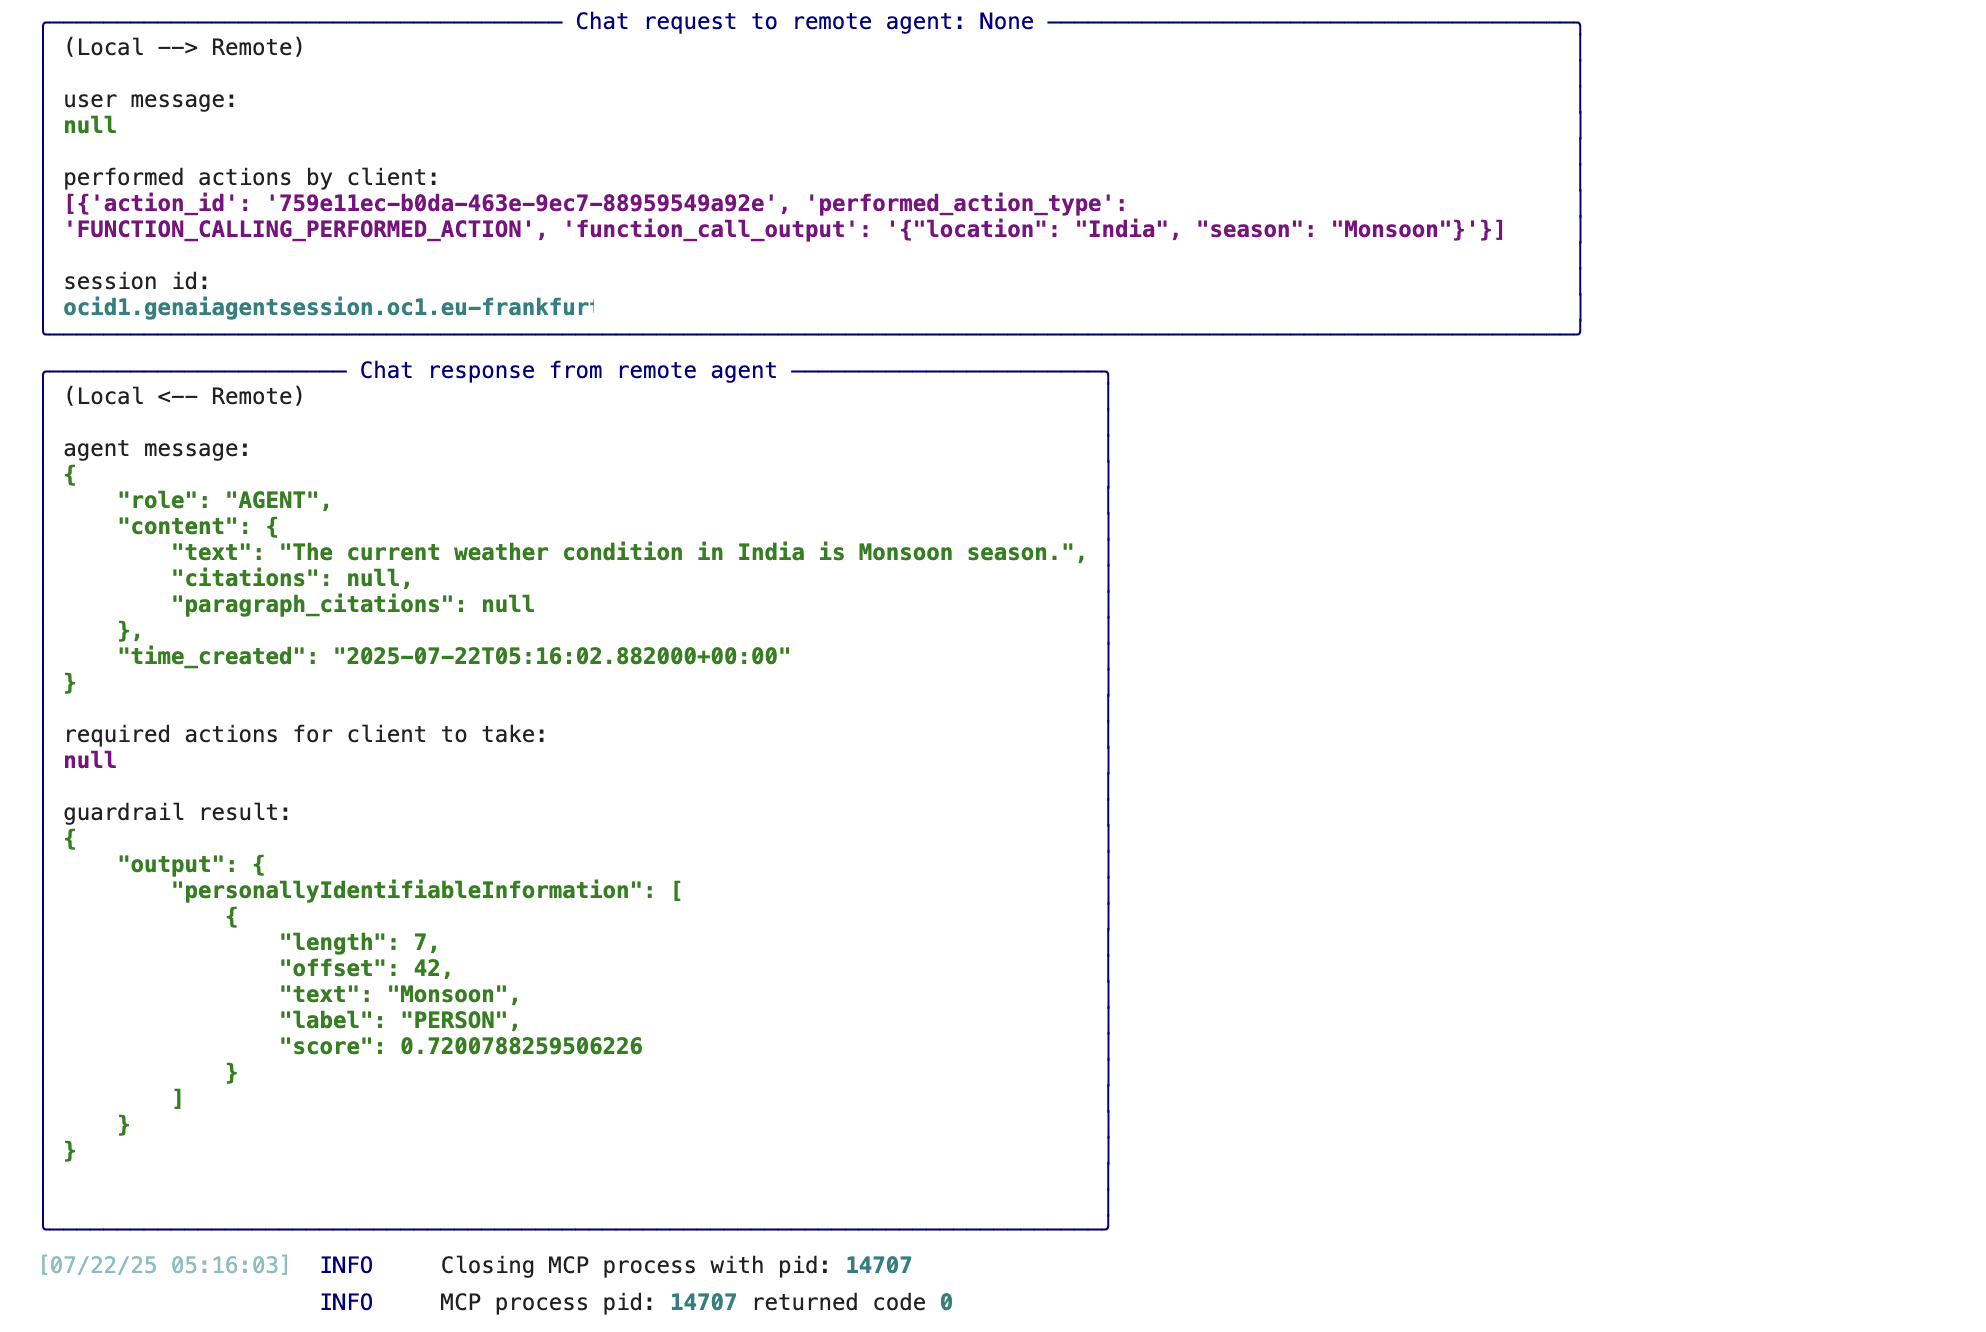 Chat request to remote agent: None
(Local --> Remote)
user message:
null
performed actions by client:
[{'action_id': '759e11ec-b0da-463e-9ec7-88959549a92e', 'performed_action_type':
'FUNCTION_CALLING_PERFORMED_ACTION', 'function_call_output': '{"location": "India", "season": "Monsoon"}'}]
session id:
ocid1.genaiagentsession.oc1.eu-frankfurt
Chat response from remote agent
(Local <-- Remote)
agent message:
{
    "role": "AGENT",
    "content": {
        "text": "The current weather condition in India is Monsoon season.",
        "citations": null,
        "paragraph_citations": null
    },
    "time_created": "2025-07-22T05:16:02.882000+00:00"
}
required actions for client to take:
null
guardrail result:
{
    "output": {
        "personallyIdentifiableInformation": [
            {
                "length": 7,
                "offset": 42,
                "text": "Monsoon",
                "label": "PERSON",
                "score": 0.7200788259506226
            }
        ]
    }
}
[07/22/25 05:16:03] INFO Closing MCP process with pid: 14707
INFO MCP process pid: 14707 returned code 0